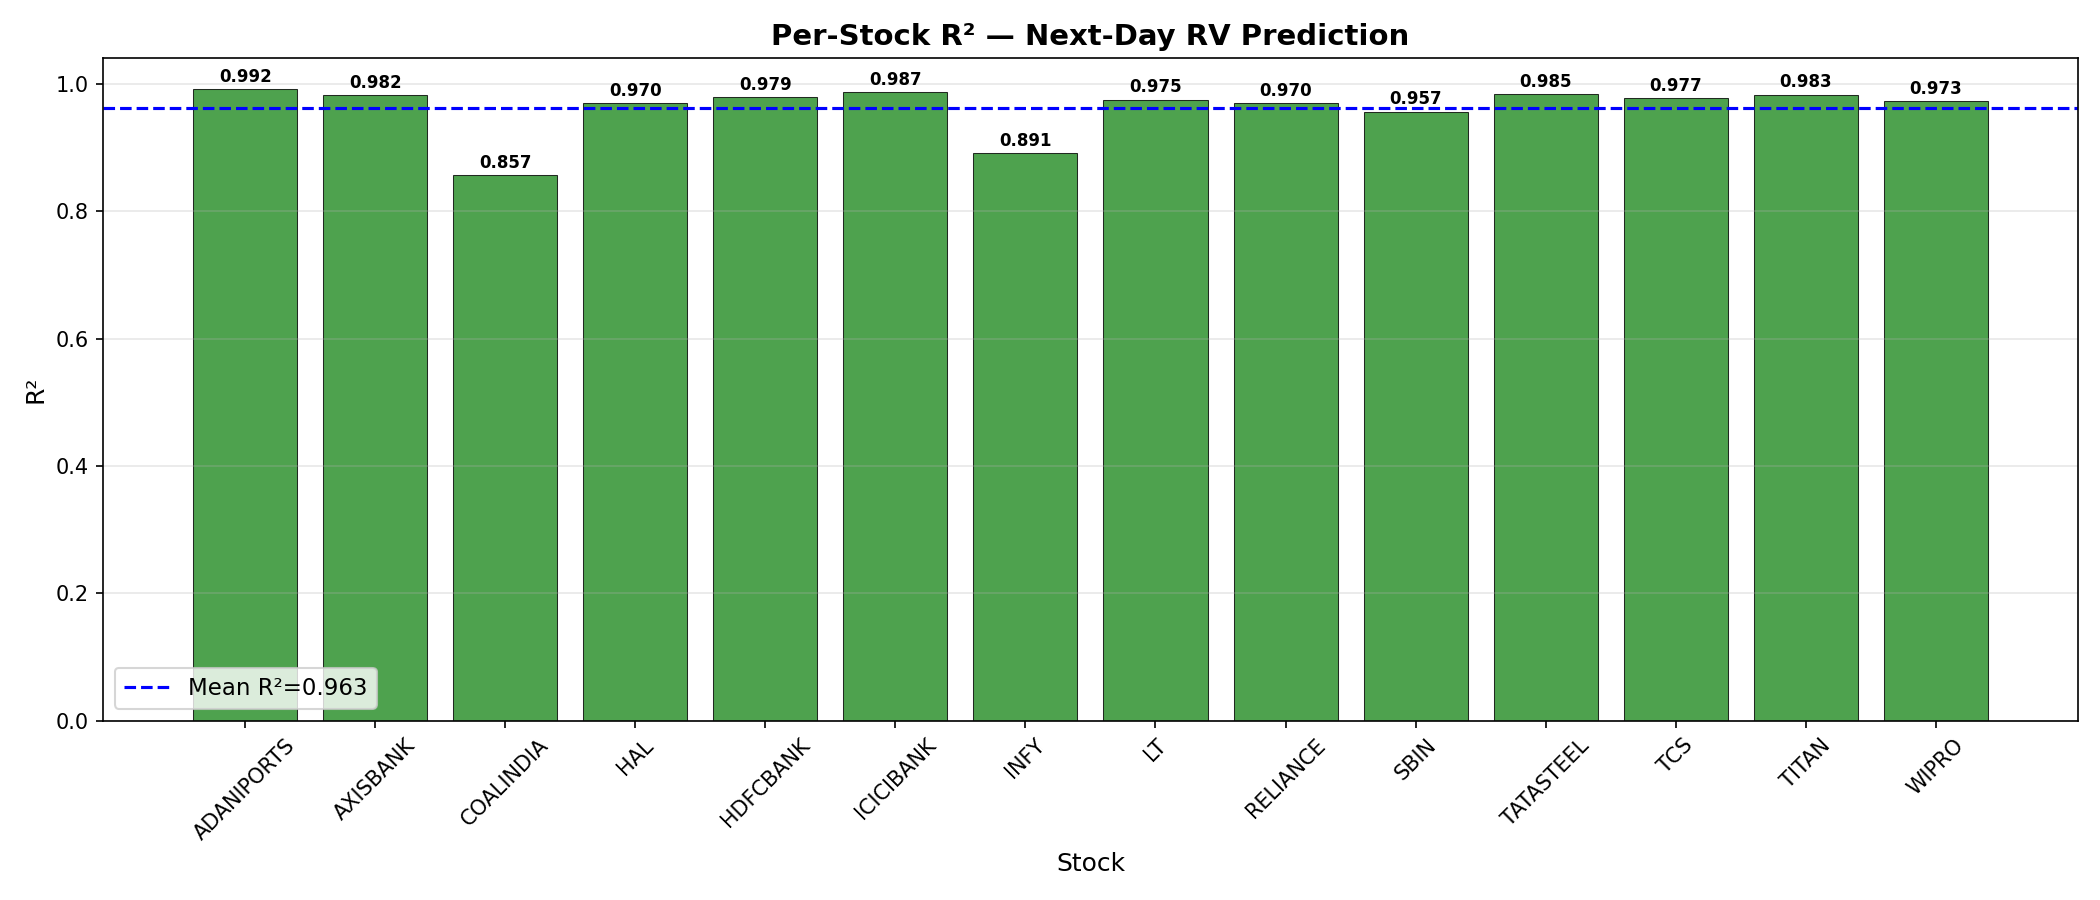 Per-Stock R² — Next-Day RV Prediction
R²
1.0
0.8
0.6
0.4
0.2
0.0
0.992
0.982
0.857
0.970
0.979
0.987
0.891
0.975
0.970
0.957
0.985
0.977
0.983
0.973
Mean R²=0.963
ADANIPORTS
AXISBANK
COALINDIA
HAL
HDFCBANK
ICICIBANK
INFY
LT
RELIANCE
SBIN
TATASTEEL
TCS
TITAN
WIPRO
Stock